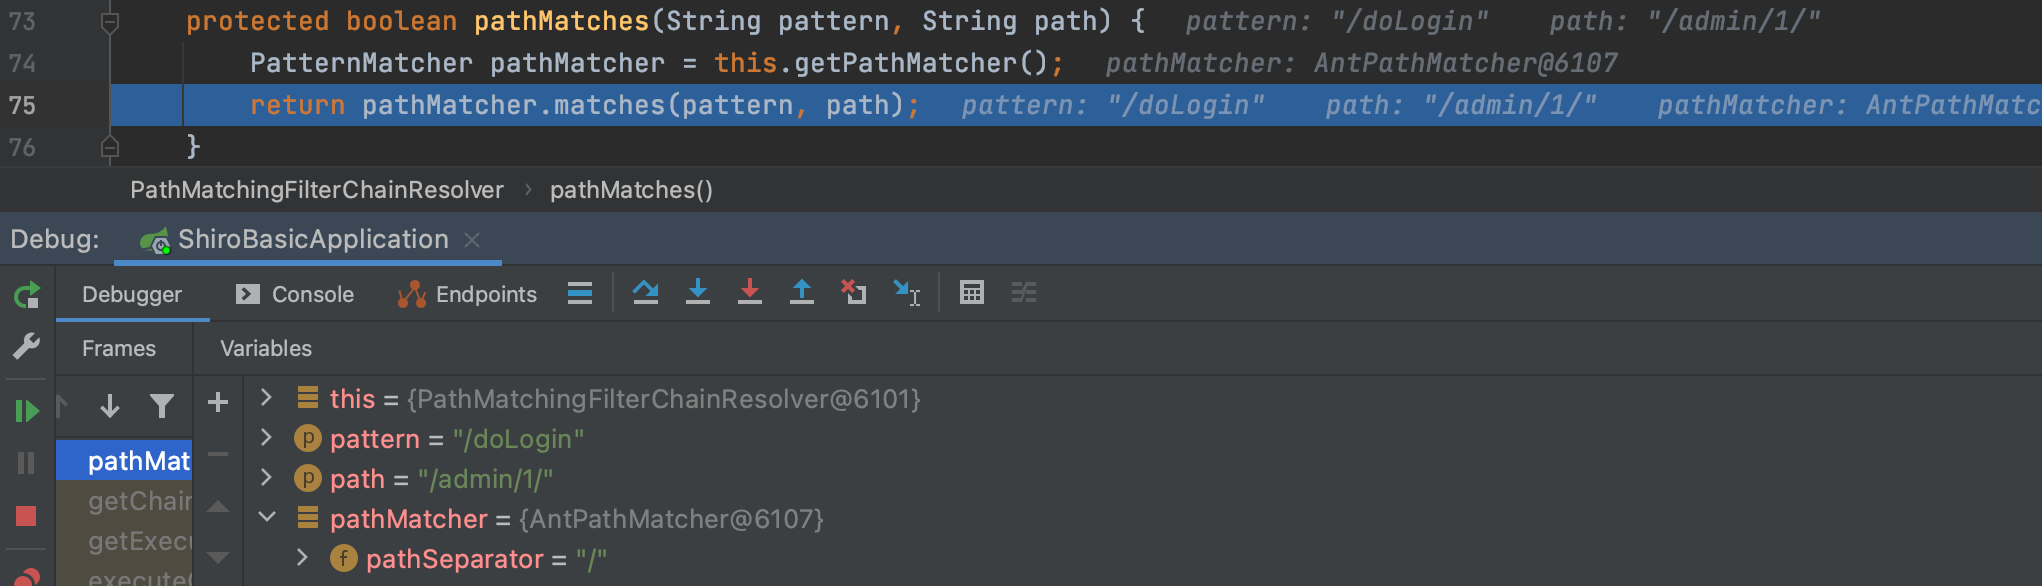 73 protected boolean pathMatches(String pattern, String path) { pattern: "/doLogin" path: "/admin/1/"
74 PatternMatcher pathMatcher = this.getPathMatcher(); pathMatcher: AntPathMatcher@6107
75 return pathMatcher.matches(pattern, path); pattern: "/doLogin" path: "/admin/1/" pathMatcher: AntPathMatc
76 }
PathMatchingFilterChainResolver › pathMatches()
Debug: ShiroBasicApplication
Debugger Console Endpoints
Frames Variables
this = {PathMatchingFilterChainResolver@6101}
pattern = "/doLogin"
path = "/admin/1/"
pathMatcher = {AntPathMatcher@6107}
f pathSeparator = "/"
pathMat
getChain
getExecu
execute